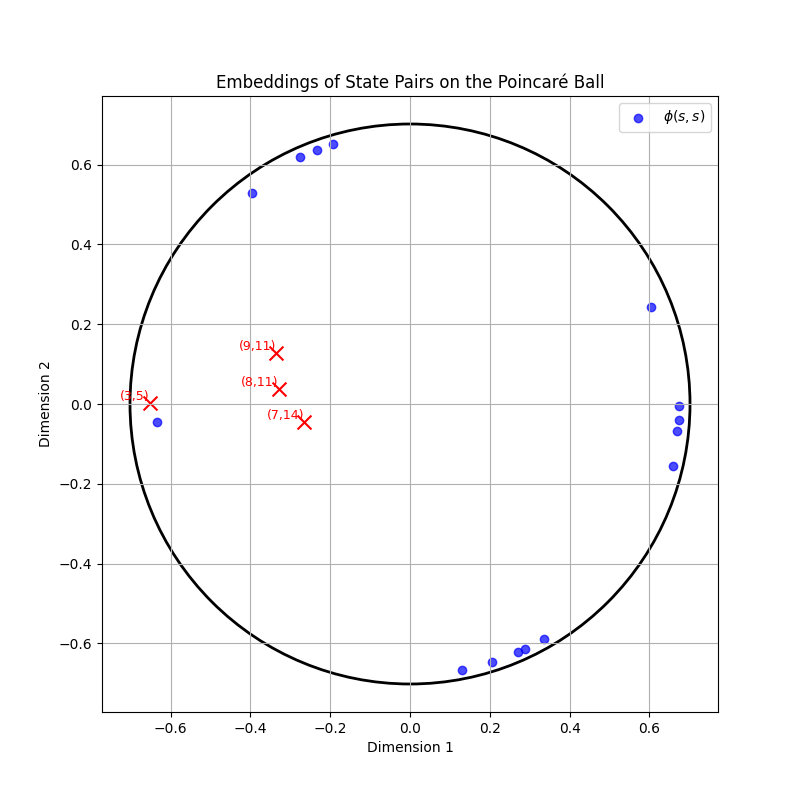 Embeddings of State Pairs on the Poincaré Ball
ϕ(s, s)
0.6
0.4
0.2
0.0
−0.2
−0.4
−0.6
Dimension 2
(9,11)
(8,11)
(3,5)
(7,14)
−0.6 −0.4 −0.2 0.0 0.2 0.4 0.6
Dimension 1